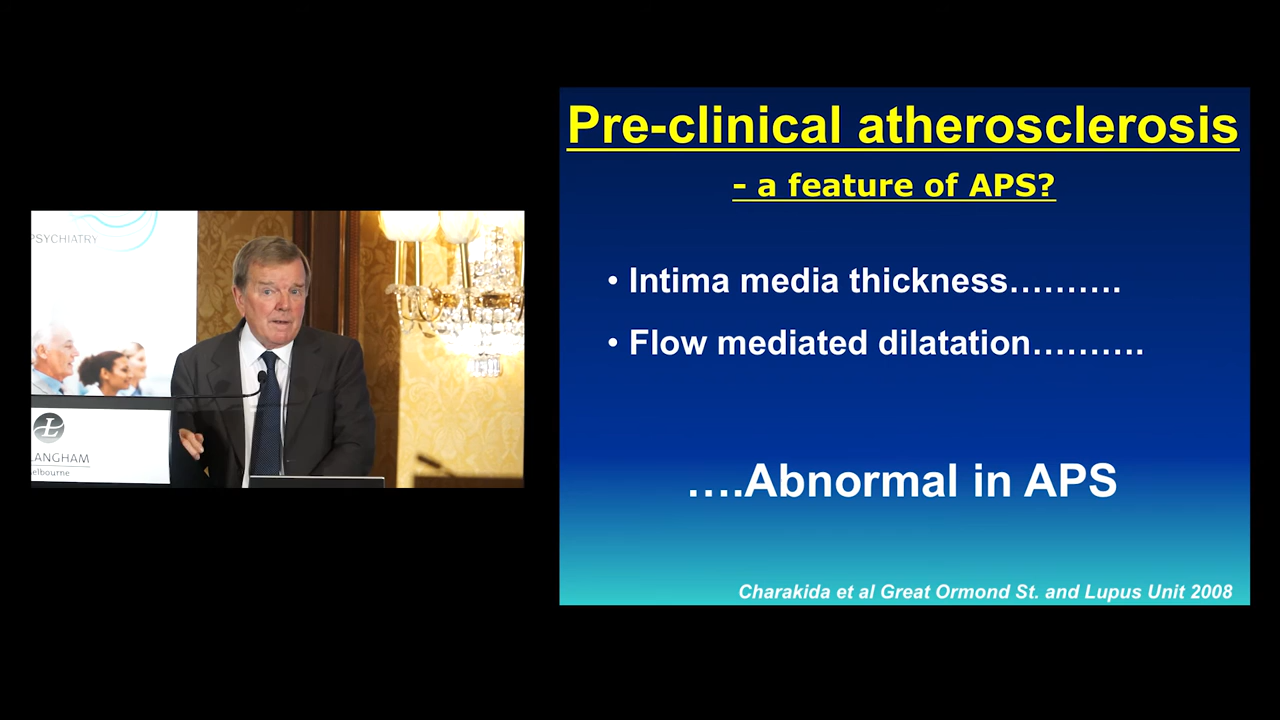 PSYCHIATRY
L
LANGHAM
elbourne
Pre-clinical atherosclerosis
- a feature of APS?
• Intima media thickness……….
• Flow mediated dilatation……….
….Abnormal in APS
Charakida et al Great Ormond St. and Lupus Unit 2008